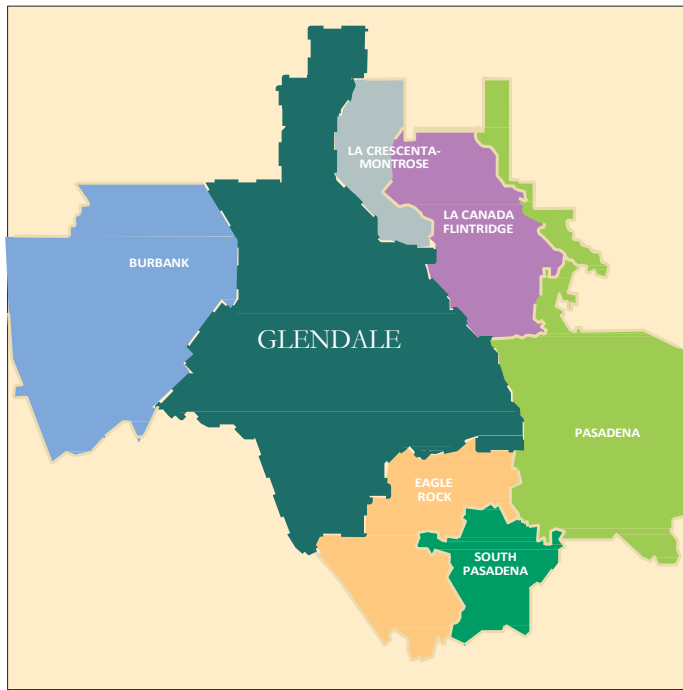 LA CRESCENTA-
MONTROSE
LA CANADA
FLINTRIDGE
BURBANK
GLENDALE
PASADENA
EAGLE
ROCK
SOUTH
PASADENA